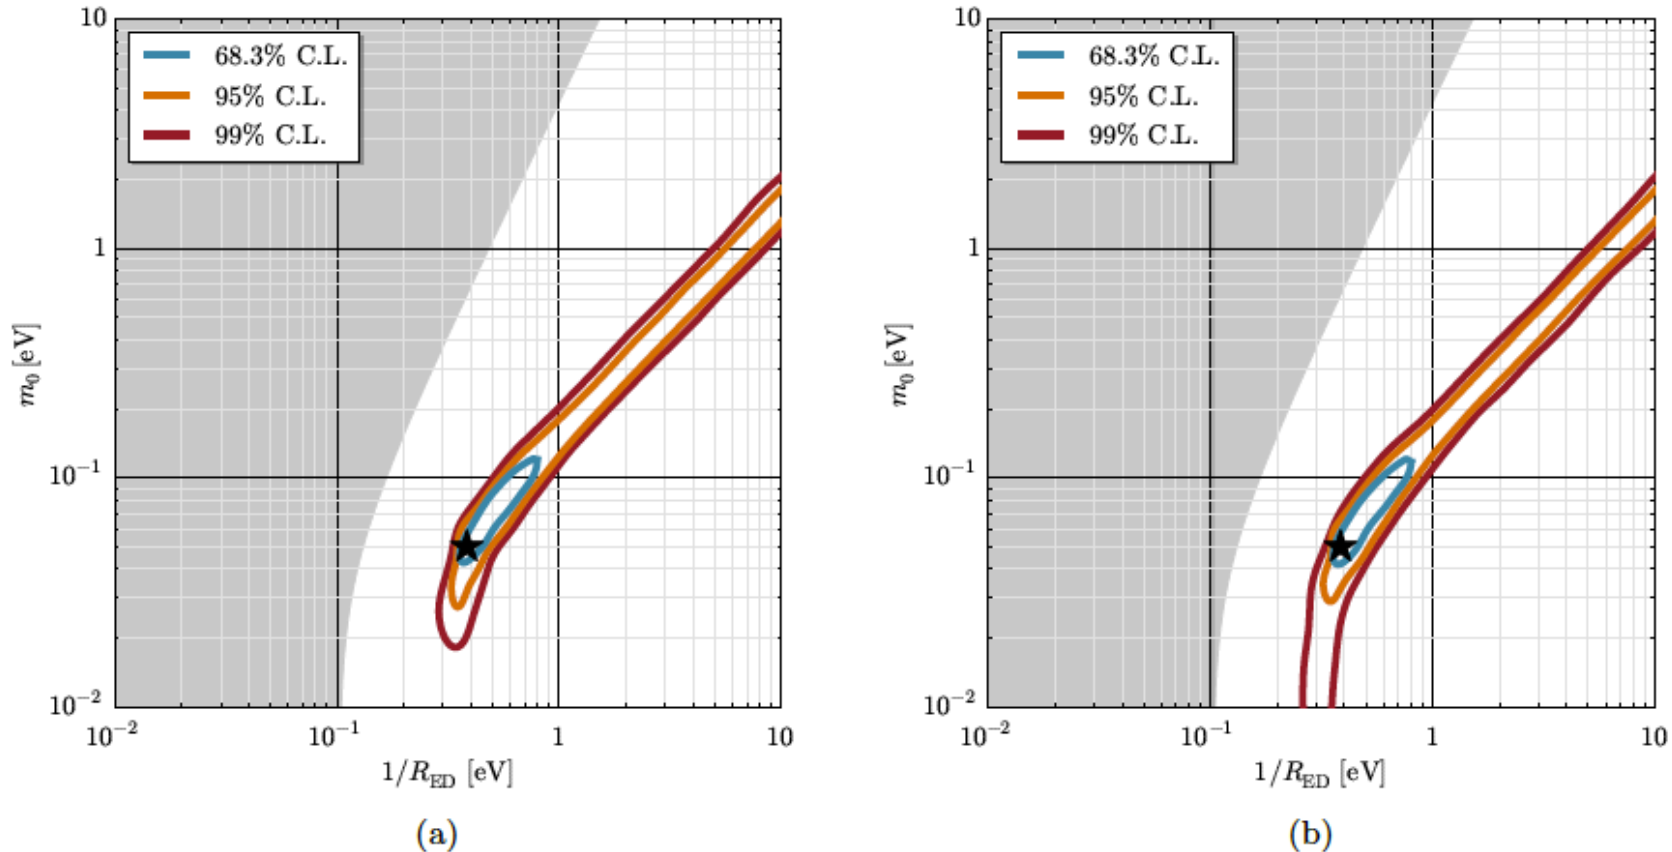 10
1
10⁻¹
10⁻²
m₀ [eV]
68.3% C.L.
95% C.L.
99% C.L.
10⁻²
10⁻¹
1
10
1/R_ED [eV]
(a)
10
1
10⁻¹
10⁻²
m₀ [eV]
68.3% C.L.
95% C.L.
99% C.L.
10⁻²
10⁻¹
1
10
1/R_ED [eV]
(b)